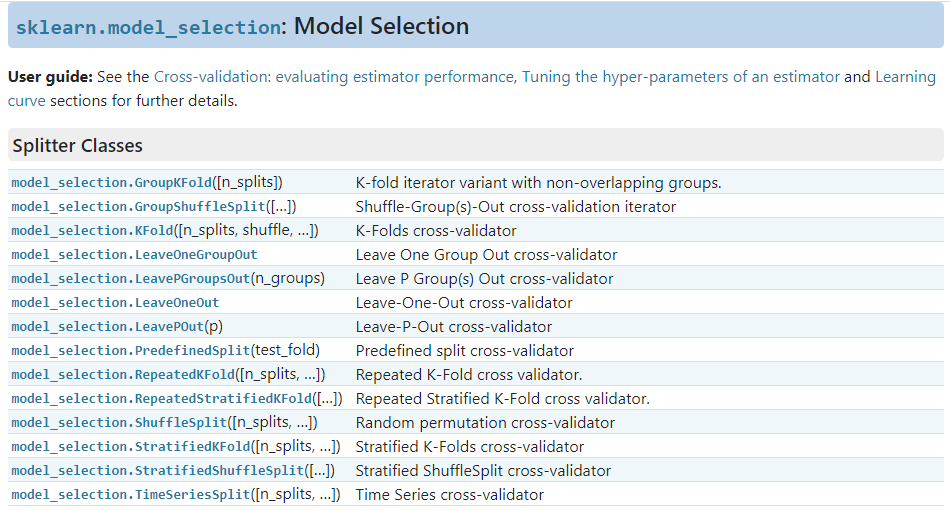 sklearn.model_selection: Model Selection
User guide: See the Cross-validation: evaluating estimator performance, Tuning the hyper-parameters of an estimator and Learning
curve sections for further details.
Splitter Classes
model_selection.GroupKFold([n_splits]) K-fold iterator variant with non-overlapping groups.
model_selection.GroupShuffleSplit([...]) Shuffle-Group(s)-Out cross-validation iterator
model_selection.KFold([n_splits, shuffle, ...]) K-Folds cross-validator
model_selection.LeaveOneGroupOut Leave One Group Out cross-validator
model_selection.LeavePGroupsOut(n_groups) Leave P Group(s) Out cross-validator
model_selection.LeaveOneOut Leave-One-Out cross-validator
model_selection.LeavePOut(p) Leave-P-Out cross-validator
model_selection.PredefinedSplit(test_fold) Predefined split cross-validator
model_selection.RepeatedKFold([n_splits, ...]) Repeated K-Fold cross validator.
model_selection.RepeatedStratifiedKFold([...]) Repeated Stratified K-Fold cross validator.
model_selection.ShuffleSplit([n_splits, ...]) Random permutation cross-validator
model_selection.StratifiedKFold([n_splits, ...]) Stratified K-Folds cross-validator
model_selection.StratifiedShuffleSplit([...]) Stratified ShuffleSplit cross-validator
model_selection.TimeSeriesSplit([n_splits, ...]) Time Series cross-validator